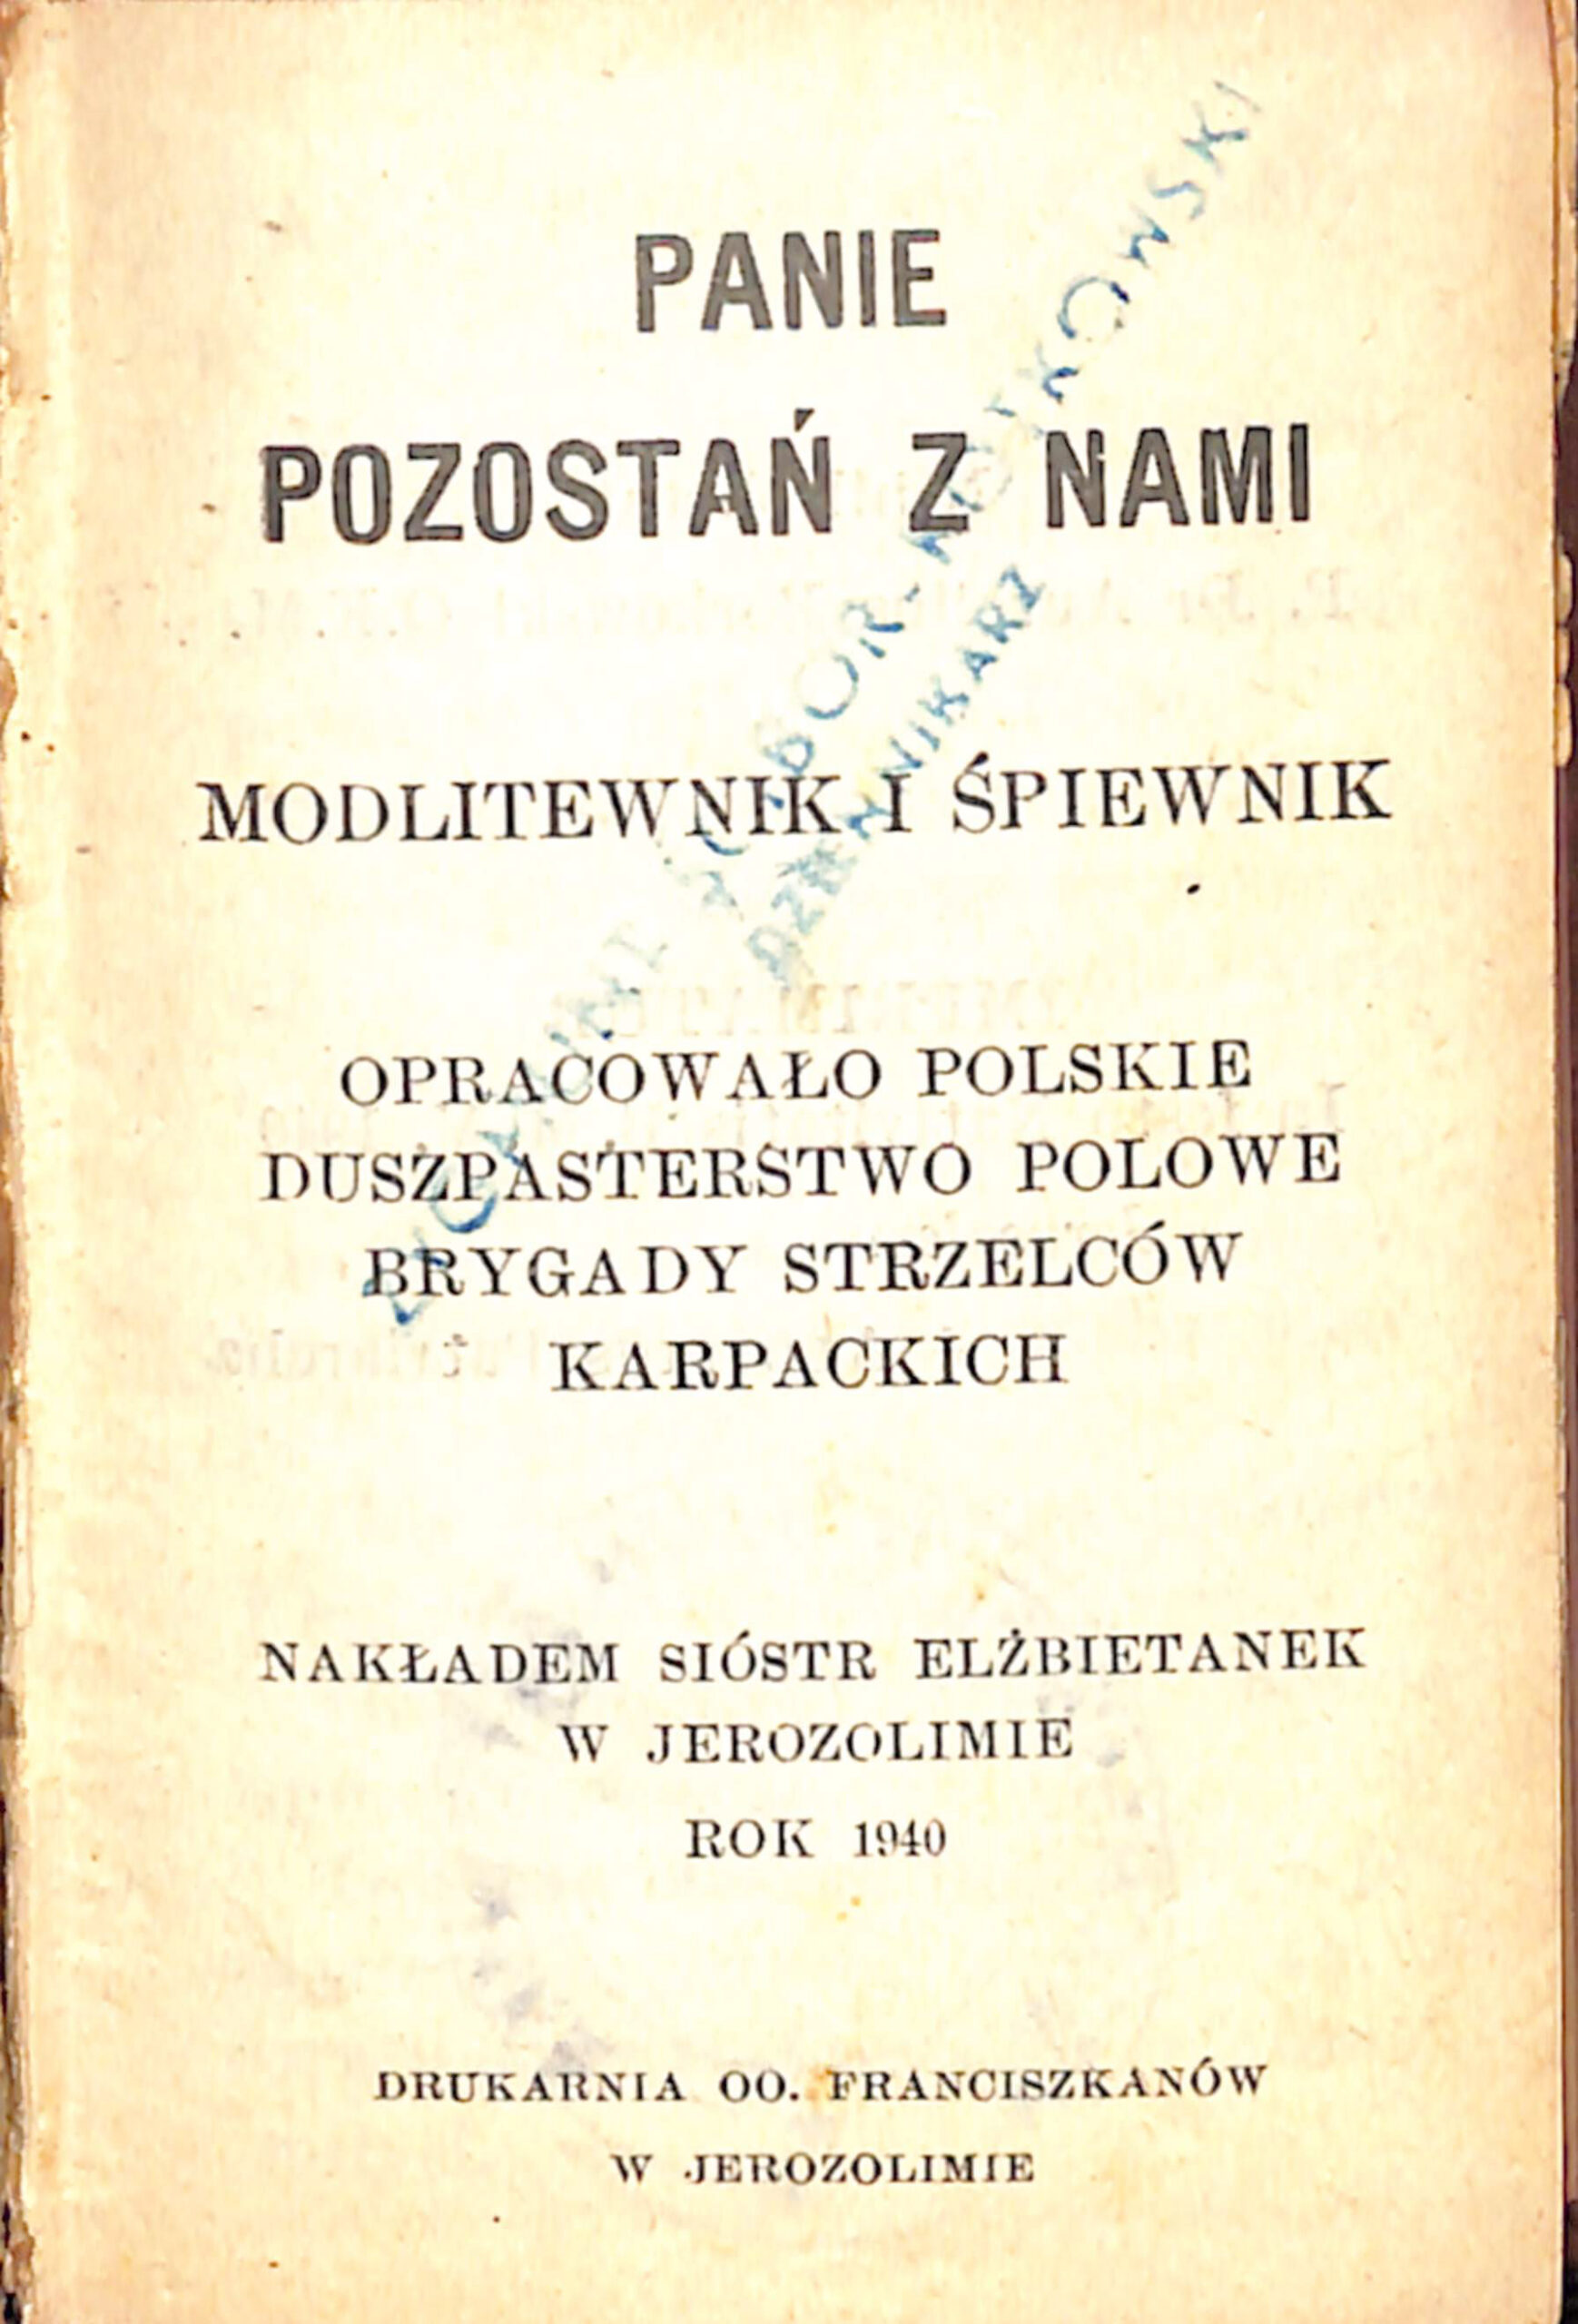 PANIE
POZOSTAŃ Z NAMI
MODLITEWNIK I ŚPIEWNIK
OPRACOWAŁO POLSKIE
DUSZPASTERSTWO POLOWE
BRYGADY STRZELCÓW
KARPACKICH
NAKŁADEM SIÓSTR ELŻBIETANEK
W JEROZOLIMIE
ROK 1940
DRUKARNIA OO. FRANCISZKANÓW
W JEROZOLIMIE
DZIENNIKARZ